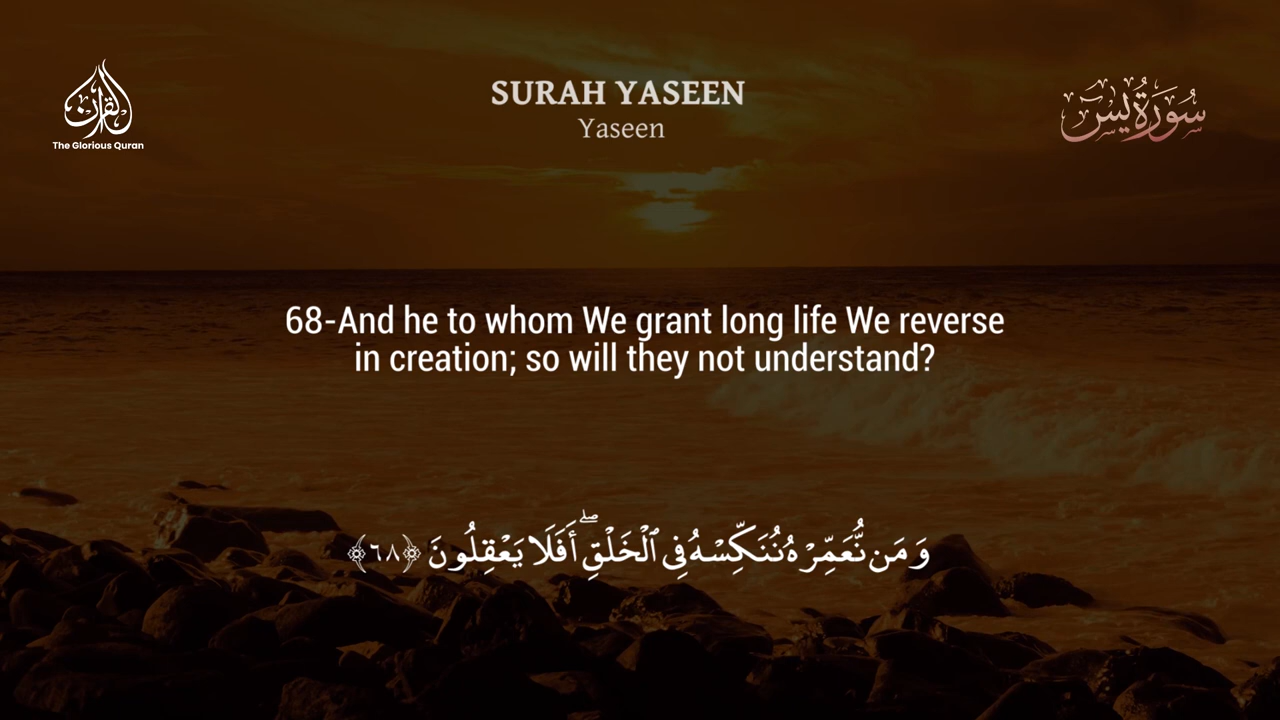 القرآن
The Glorious Quran
SURAH YASEEN
Yaseen
سُورَةُ يس
68-And he to whom We grant long life We reverse
in creation; so will they not understand?
وَمَن نُّعَمِّرْهُ نُنَكِّسْهُ فِى ٱلْخَلْقِ ۖ أَفَلَا يَعْقِلُونَ ﴿٦٨﴾